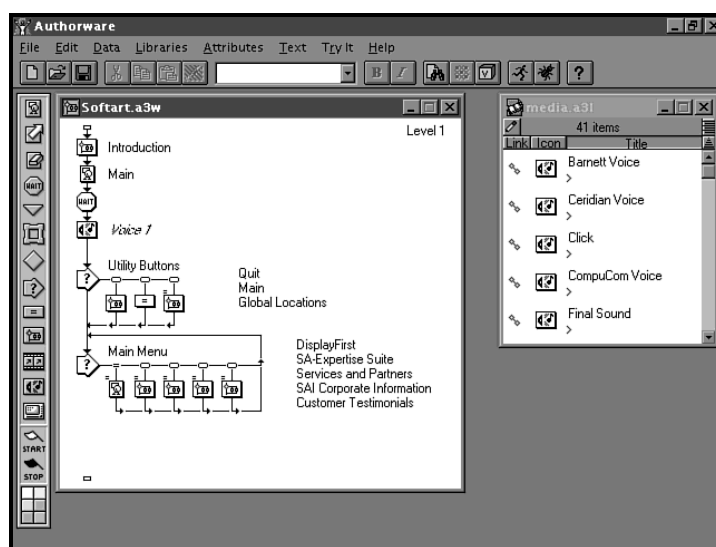 Authorware
File Edit Data Libraries Attributes Text Try It Help
B I
V
?
Softart.a3w
Level 1
Introduction
Main
WAIT
Voice 1
Utility Buttons
Quit
Main
Global Locations
Main Menu
DisplayFirst
SA-Expertise Suite
Services and Partners
SAI Corporate Information
Customer Testimonials
WAIT
START
STOP
media.a3l
41 items
Link Icon Title
Barnett Voice
Ceridian Voice
Click
CompuCom Voice
Final Sound